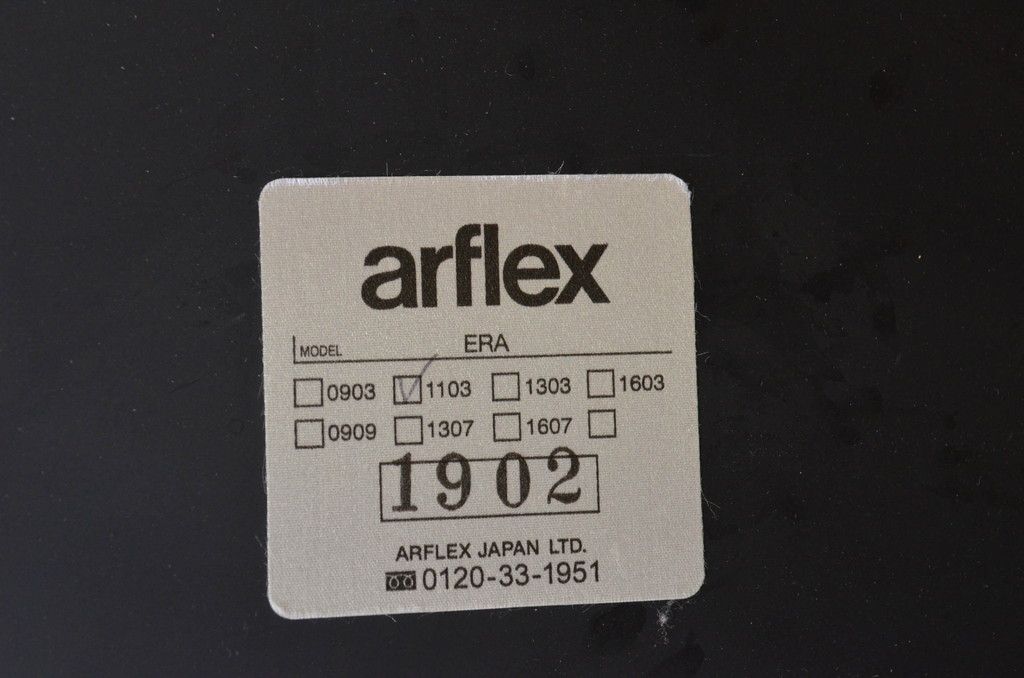 arflex
MODEL ERA
0903 1103 1303 1603
0909 1307 1607
1902
ARFLEX JAPAN LTD.
0120-33-1951